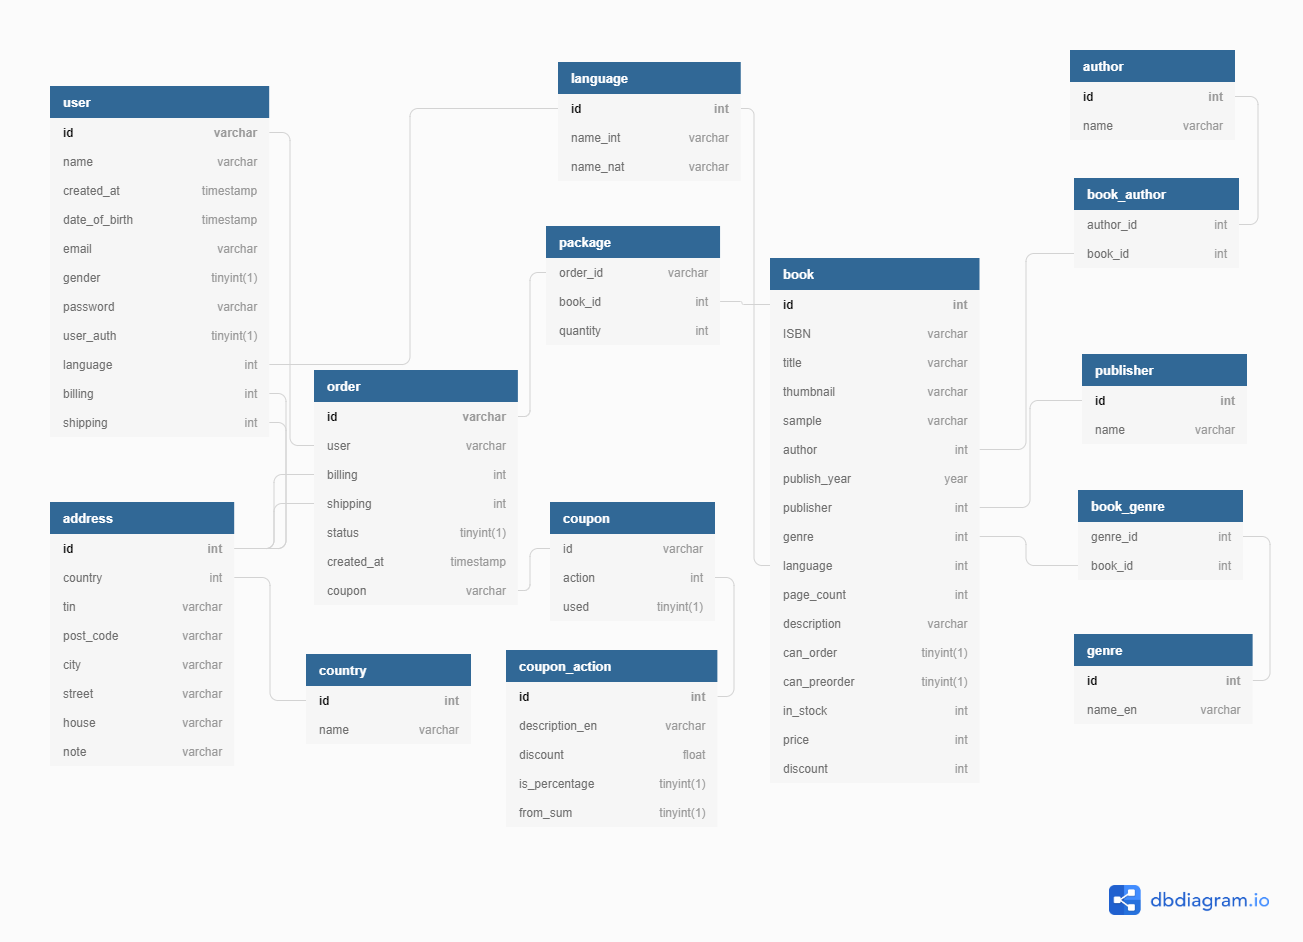 user
id varchar
name varchar
created_at timestamp
date_of_birth timestamp
email varchar
gender tinyint(1)
password varchar
user_auth tinyint(1)
language int
billing int
shipping int
address
id int
country int
tin varchar
post_code varchar
city varchar
street varchar
house varchar
note varchar
order
id varchar
user varchar
billing int
shipping int
status tinyint(1)
created_at timestamp
coupon varchar
country
id int
name varchar
language
id int
name_int varchar
name_nat varchar
package
order_id varchar
book_id int
quantity int
coupon
id varchar
action int
used tinyint(1)
coupon_action
id int
description_en varchar
discount float
is_percentage tinyint(1)
from_sum tinyint(1)
book
id int
ISBN varchar
title varchar
thumbnail varchar
sample varchar
author int
publish_year year
publisher int
genre int
language int
page_count int
description varchar
can_order tinyint(1)
can_preorder tinyint(1)
in_stock int
price int
discount int
author
id int
name varchar
book_author
author_id int
book_id int
publisher
id int
name varchar
book_genre
genre_id int
book_id int
genre
id int
name_en varchar
dbdiagram.io